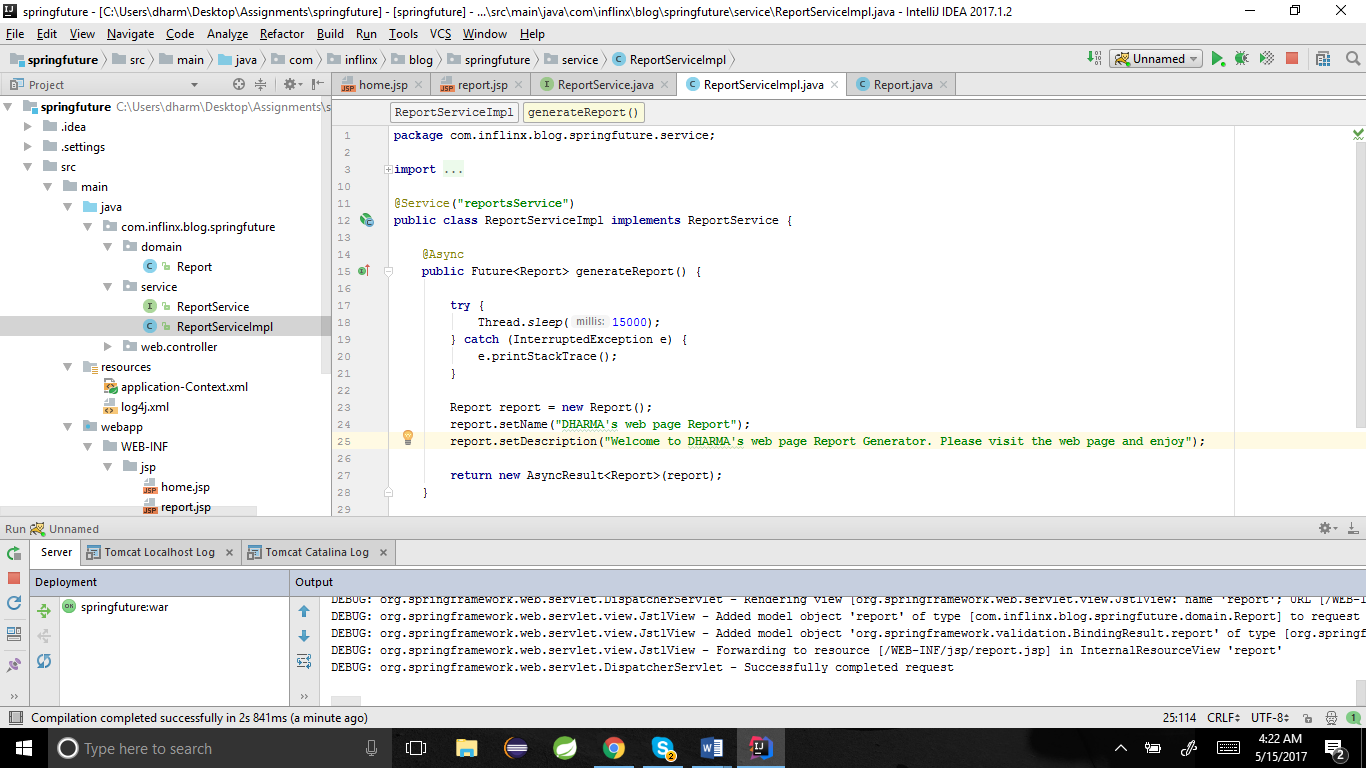 springfuture - [C:\Users\dharm\Desktop\Assignments\springfuture] - [springfuture] - ...\src\main\java\com\inflinx\blog\springfuture\service\ReportServiceImpl.java - IntelliJ IDEA 2017.1.2
File Edit View Navigate Code Analyze Refactor Build Run Tools VCS Window Help
springfuture src main java com inflinx blog springfuture service ReportServiceImpl Unnamed
Project
home.jsp report.jsp ReportService.java ReportServiceImpl.java Report.java
springfuture C:\Users\dharm\Desktop\Assignments\s
.idea
.settings
src
main
java
com.inflinx.blog.springfuture
domain
Report
service
ReportService
ReportServiceImpl
web.controller
resources
application-Context.xml
log4j.xml
webapp
WEB-INF
jsp
home.jsp
report.jsp
ReportServiceImpl generateReport()
1 package com.inflinx.blog.springfuture.service;
2
3 import ...
10
11 @Service("reportsService")
12 public class ReportServiceImpl implements ReportService {
13
14 @Async
15 public Future<Report> generateReport() {
16
17 try {
18 Thread.sleep( millis: 15000);
19 } catch (InterruptedException e) {
20 e.printStackTrace();
21 }
22
23 Report report = new Report();
24 report.setName("DHARMA's web page Report");
25 report.setDescription("Welcome to DHARMA's web page Report Generator. Please visit the web page and enjoy");
26
27 return new AsyncResult<Report>(report);
28 }
29
Run Unnamed
Server Tomcat Localhost Log Tomcat Catalina Log
Deployment Output
springfuture:war
DEBUG: org.springframework.web.servlet.DispatcherServlet - Rendering view [org.springframework.web.servlet.view.JstlView: name 'report'; URL [/WEB-I
DEBUG: org.springframework.web.servlet.view.JstlView - Added model object 'report' of type [com.inflinx.blog.springfuture.domain.Report] to request
DEBUG: org.springframework.web.servlet.view.JstlView - Added model object 'org.springframework.validation.BindingResult.report' of type [org.springf
DEBUG: org.springframework.web.servlet.view.JstlView - Forwarding to resource [/WEB-INF/jsp/report.jsp] in InternalResourceView 'report'
DEBUG: org.springframework.web.servlet.DispatcherServlet - Successfully completed request
Compilation completed successfully in 2s 841ms (a minute ago) 25:114 CRLF UTF-8 1
Type here to search
4:22 AM
5/15/2017
2